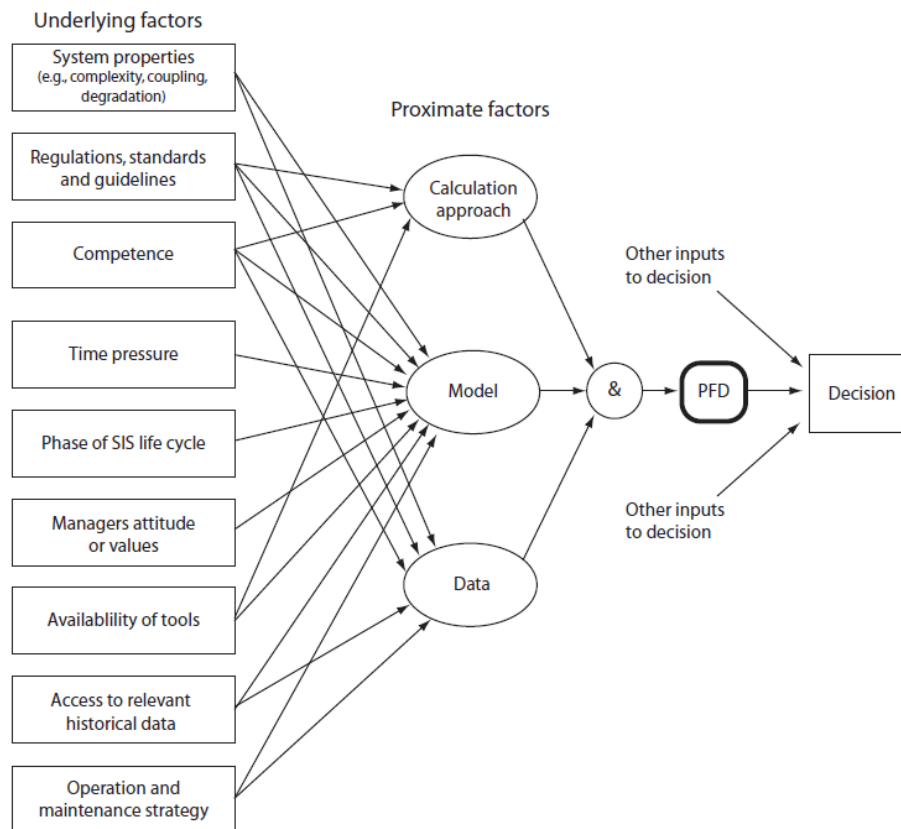 Underlying factors
System properties
(e.g., complexity, coupling,
degradation)
Regulations, standards
and guidelines
Competence
Time pressure
Phase of SIS life cycle
Managers attitude
or values
Availablility of tools
Access to relevant
historical data
Operation and
maintenance strategy
Proximate factors
Calculation
approach
Model
Data
&
PFD
Other inputs
to decision
Decision
Other inputs
to decision